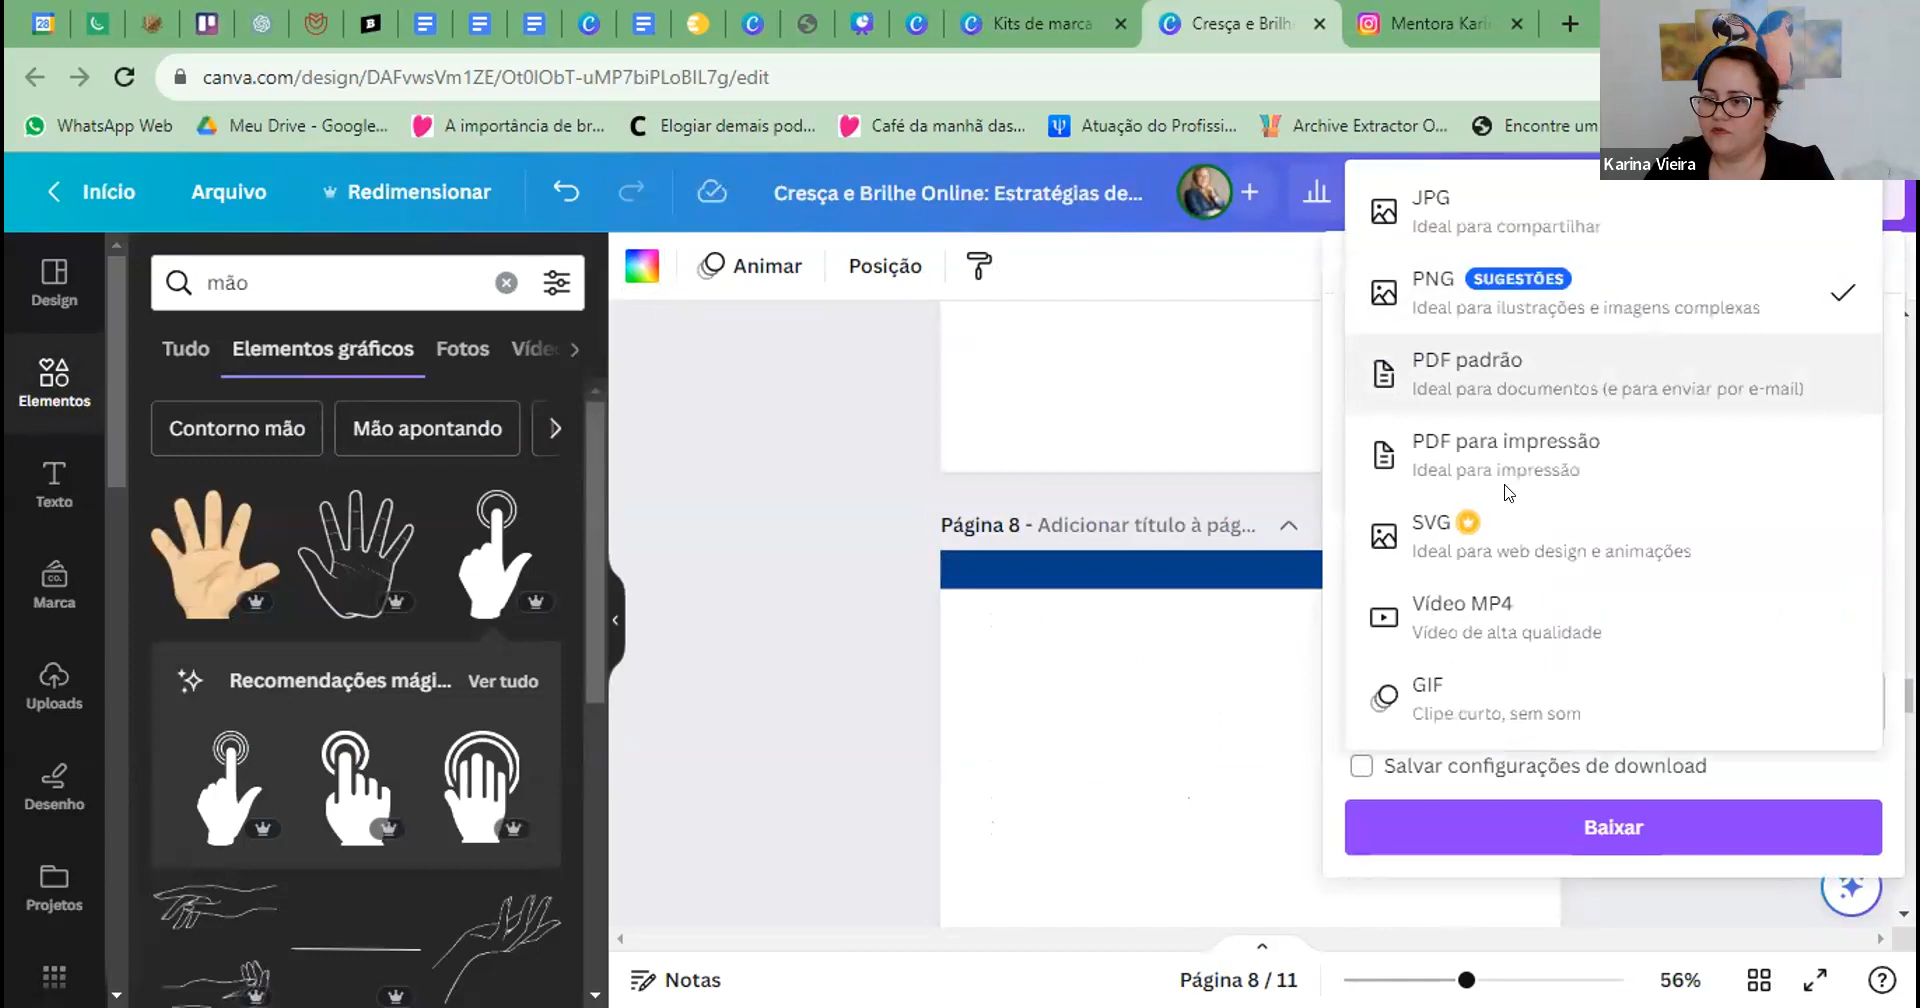 28
Kits de marca
Cresça e Brilh
Mentora Kari
canva.com/design/DAFvwsVm1ZE/Ot0IObT-uMP7biPLoBIL7g/edit
WhatsApp Web
Meu Drive - Google...
A importância de br...
Elogiar demais pod...
Café da manhã das...
Atuação do Profissi...
Archive Extractor O...
Encontre um
Karina Vieira
Início
Arquivo
Redimensionar
Cresça e Brilhe Online: Estratégias de...
Design
Elementos
Texto
CO.
Marca
Uploads
Desenho
Projetos
mão
Tudo
Elementos gráficos
Fotos
Víde
Contorno mão
Mão apontando
Recomendações mági...
Ver tudo
Animar
Posição
Página 8 - Adicionar título à pág...
JPG
Ideal para compartilhar
PNG SUGESTÕES
Ideal para ilustrações e imagens complexas
PDF padrão
Ideal para documentos (e para enviar por e-mail)
PDF para impressão
Ideal para impressão
SVG
Ideal para web design e animações
Vídeo MP4
Vídeo de alta qualidade
GIF
Clipe curto, sem som
Salvar configurações de download
Baixar
Notas
Página 8 / 11
56%